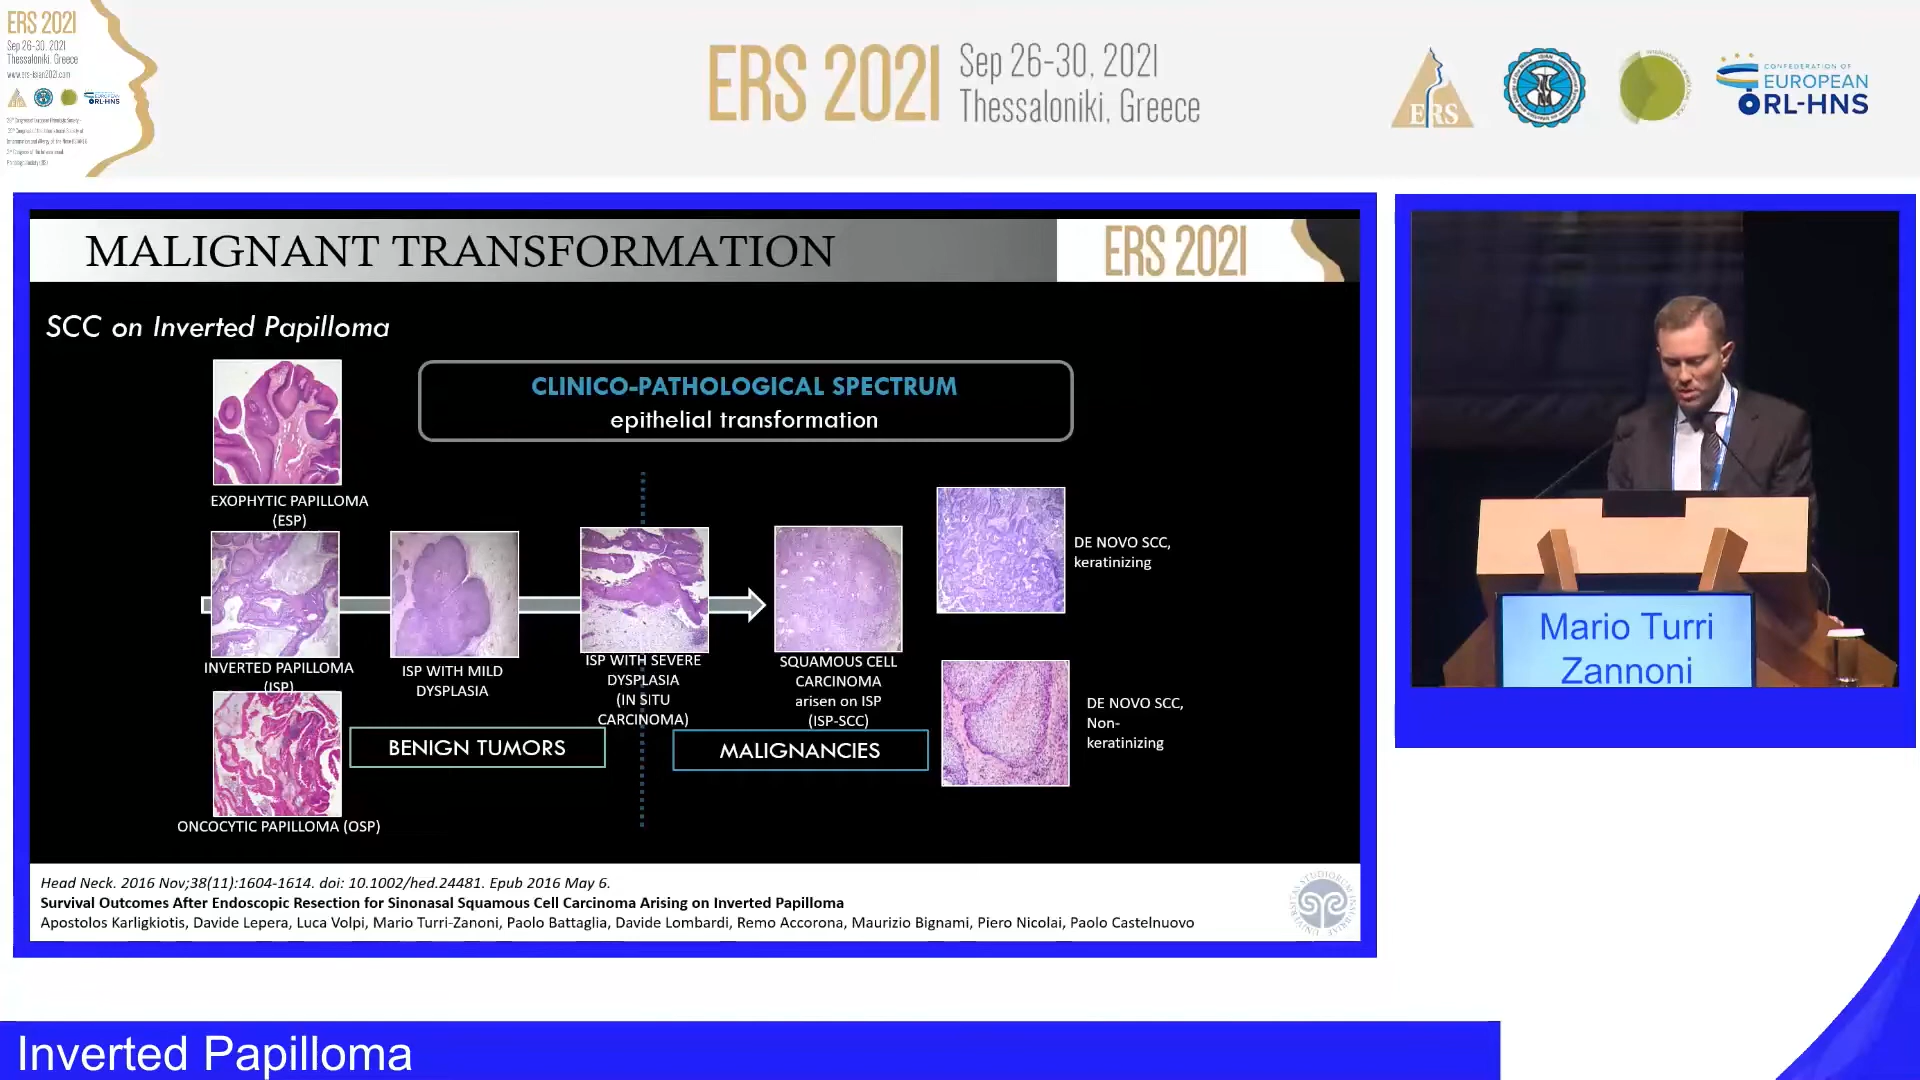 ERS 2021
Sep 26-30, 2021
Thessaloniki, Greece
www.ers-isian2021.com
ERS 2021
Sep 26-30, 2021
Thessaloniki, Greece
ERS
CONFEDERATION OF
EUROPEAN
ORL-HNS
MALIGNANT TRANSFORMATION
ERS 2021
SCC on Inverted Papilloma
CLINICO-PATHOLOGICAL SPECTRUM
epithelial transformation
EXOPHYTIC PAPILLOMA
(ESP)
INVERTED PAPILLOMA
(ISP)
ISP WITH MILD
DYSPLASIA
ISP WITH SEVERE
DYSPLASIA
(IN SITU
CARCINOMA)
SQUAMOUS CELL
CARCINOMA
arisen on ISP
(ISP-SCC)
DE NOVO SCC,
keratinizing
DE NOVO SCC,
Non-
keratinizing
BENIGN TUMORS
MALIGNANCIES
ONCOCYTIC PAPILLOMA (OSP)
Head Neck. 2016 Nov;38(11):1604-1614. doi: 10.1002/hed.24481. Epub 2016 May 6.
Survival Outcomes After Endoscopic Resection for Sinonasal Squamous Cell Carcinoma Arising on Inverted Papilloma
Apostolos Karligkiotis, Davide Lepera, Luca Volpi, Mario Turri-Zanoni, Paolo Battaglia, Davide Lombardi, Remo Accorona, Maurizio Bignami, Piero Nicolai, Paolo Castelnuovo
Mario Turri
Zannoni
Inverted Papilloma